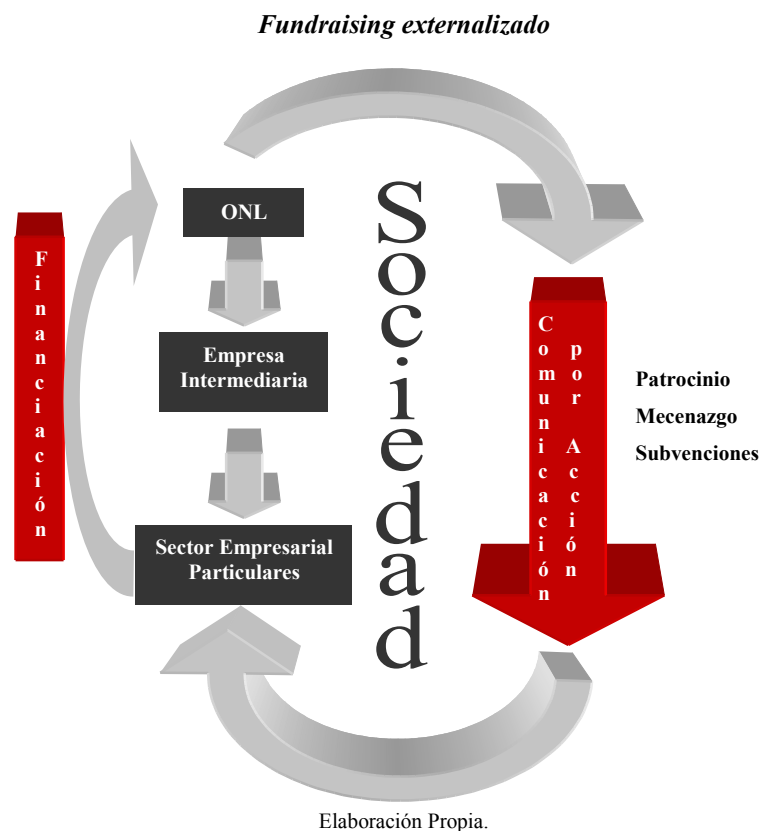 Fundraising externalizado
ONL
Financiación
Empresa
Intermediaria
Sector Empresarial
Particulares
Sociedad
Comunicación
por Acción
Patrocinio
Mecenazgo
Subvenciones
Elaboración Propia.